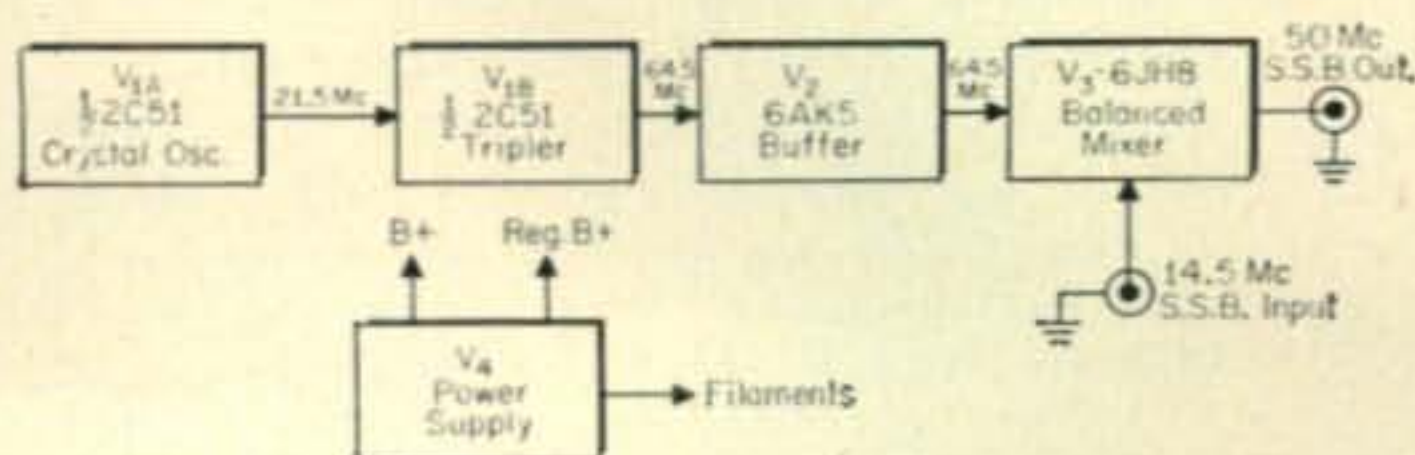 V1A
½ 2C51
Crystal Osc.
21.5 Mc
V1B
½ 2C51
Tripler
64.5
Mc
V2
6AK5
Buffer
64.5
Mc
V3-6JH8
Balanced
Mixer
50 Mc
S.S.B. Out.
14.5 Mc
S.S.B. Input
B+
Reg. B+
V4
Power
Supply
Filaments